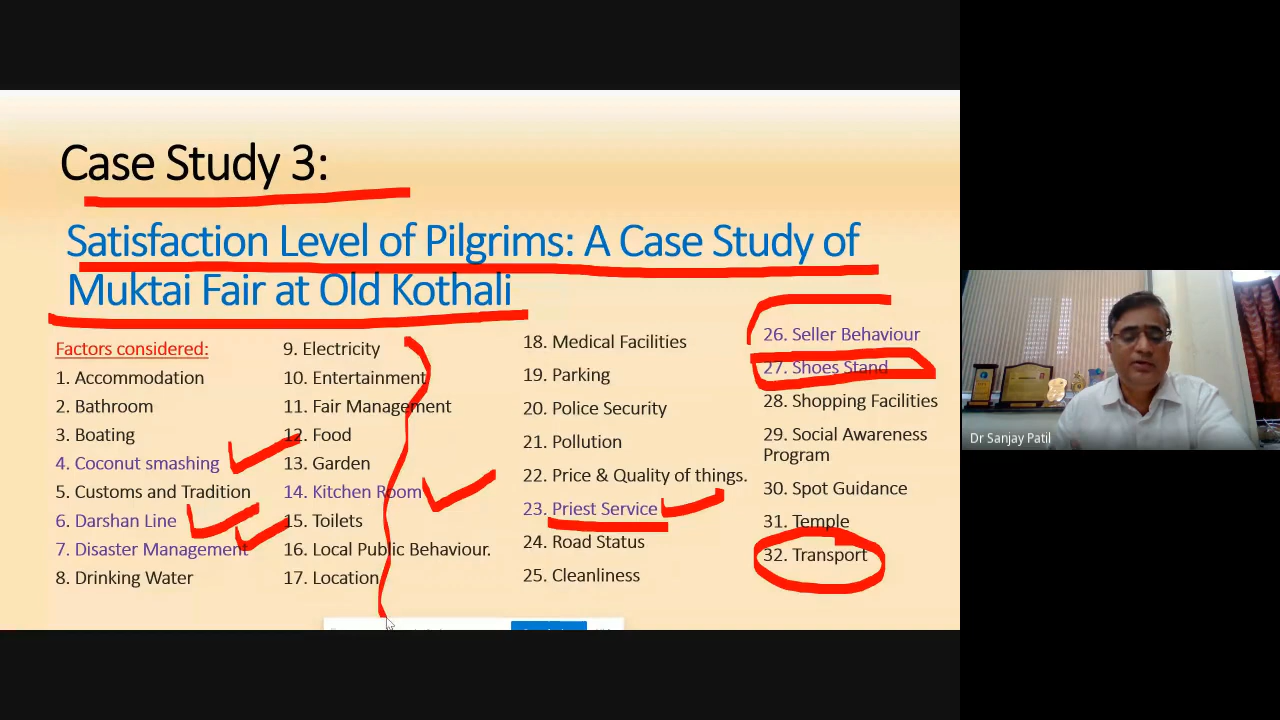 Case Study 3:
Satisfaction Level of Pilgrims: A Case Study of
Muktai Fair at Old Kothali
Factors considered:
1. Accommodation
2. Bathroom
3. Boating
4. Coconut smashing
5. Customs and Tradition
6. Darshan Line
7. Disaster Management
8. Drinking Water
9. Electricity
10. Entertainment
11. Fair Management
12. Food
13. Garden
14. Kitchen Room
15. Toilets
16. Local Public Behaviour.
17. Location
18. Medical Facilities
19. Parking
20. Police Security
21. Pollution
22. Price & Quality of things.
23. Priest Service
24. Road Status
25. Cleanliness
26. Seller Behaviour
27. Shoes Stand
28. Shopping Facilities
29. Social Awareness
Program
30. Spot Guidance
31. Temple
32. Transport
Dr Sanjay Patil